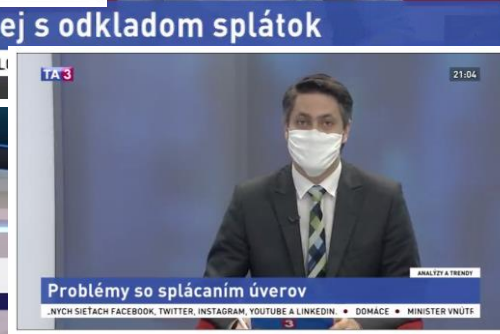 ej s odkladom splátok
TA3
21:04
ANALÝZY A TRENDY
Problémy so splácaním úverov
„NYCH SIEŤACH FACEBOOK, TWITTER, INSTAGRAM, YOUTUBE A LINKEDIN. • DOMÁCE • MINISTER VNÚTF
3